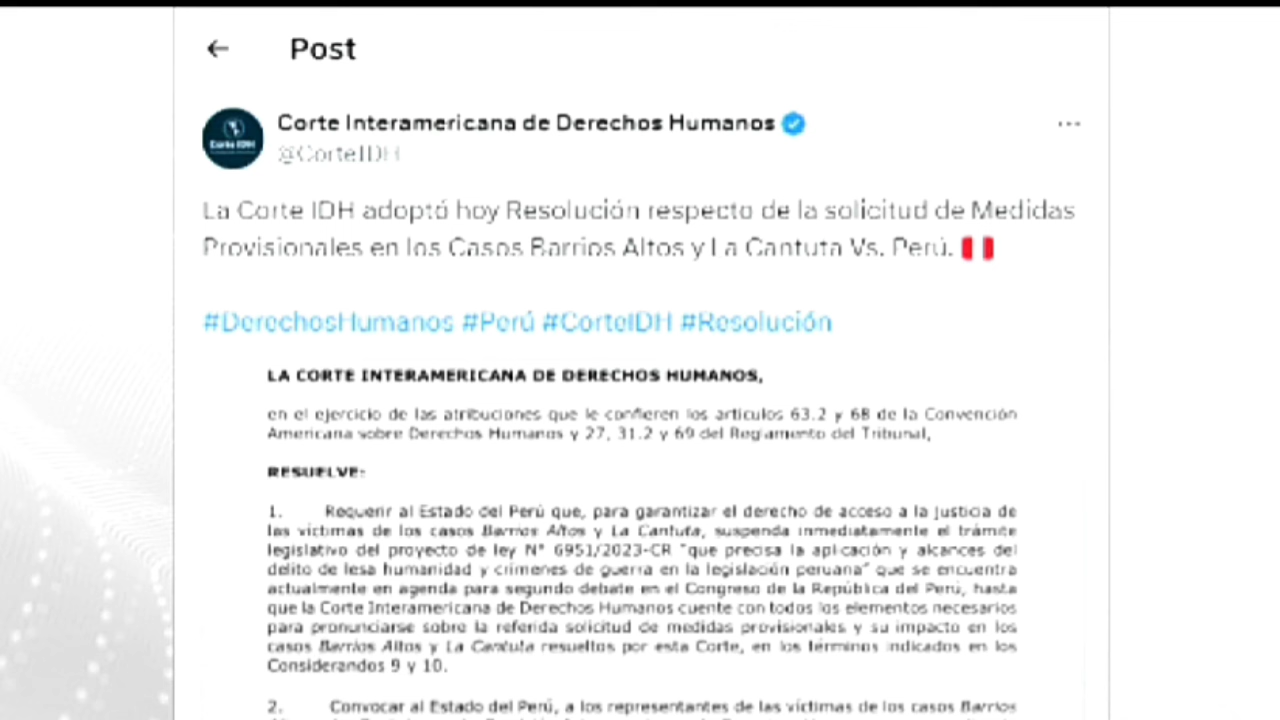 Post
Corte Interamericana de Derechos Humanos
Corte IDH
@CorteIDH
La Corte IDH adoptó hoy Resolución respecto de la solicitud de Medidas
Provisionales en los Casos Barrios Altos y La Cantuta Vs. Perú.
#DerechosHumanos #Perú #CorteIDH #Resolución
LA CORTE INTERAMERICANA DE DERECHOS HUMANOS,
en el ejercicio de las atribuciones que le confieren los artículos 63.2 y 68 de la Convención
Americana sobre Derechos Humanos y 27, 31.2 y 69 del Reglamento del Tribunal,
RESUELVE:
1. Requerir al Estado del Perú que, para garantizar el derecho de acceso a la justicia de
las víctimas de los casos Barrios Altos y La Cantuta, suspenda inmediatamente el trámite
legislativo del proyecto de ley N° 6951/2023-CR "que precisa la aplicación y alcances del
delito de lesa humanidad y crímenes de guerra en la legislación peruana" que se encuentra
actualmente en agenda para segundo debate en el Congreso de la República del Perú, hasta
que la Corte Interamericana de Derechos Humanos cuente con todos los elementos necesarios
para pronunciarse sobre la referida solicitud de medidas provisionales y su impacto en los
casos Barrios Altos y La Cantuta resueltos por esta Corte, en los términos indicados en los
Considerandos 9 y 10.
2. Convocar al Estado del Perú, a los representantes de las víctimas de los casos Barrios